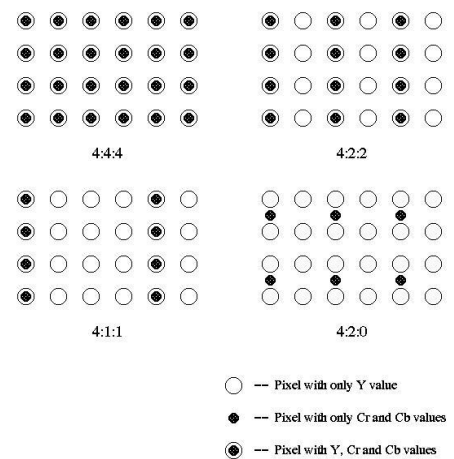 4:4:4
4:2:2
4:1:1
4:2:0
-- Pixel with only Y value
-- Pixel with only Cr and Cb values
-- Pixel with Y, Cr and Cb values